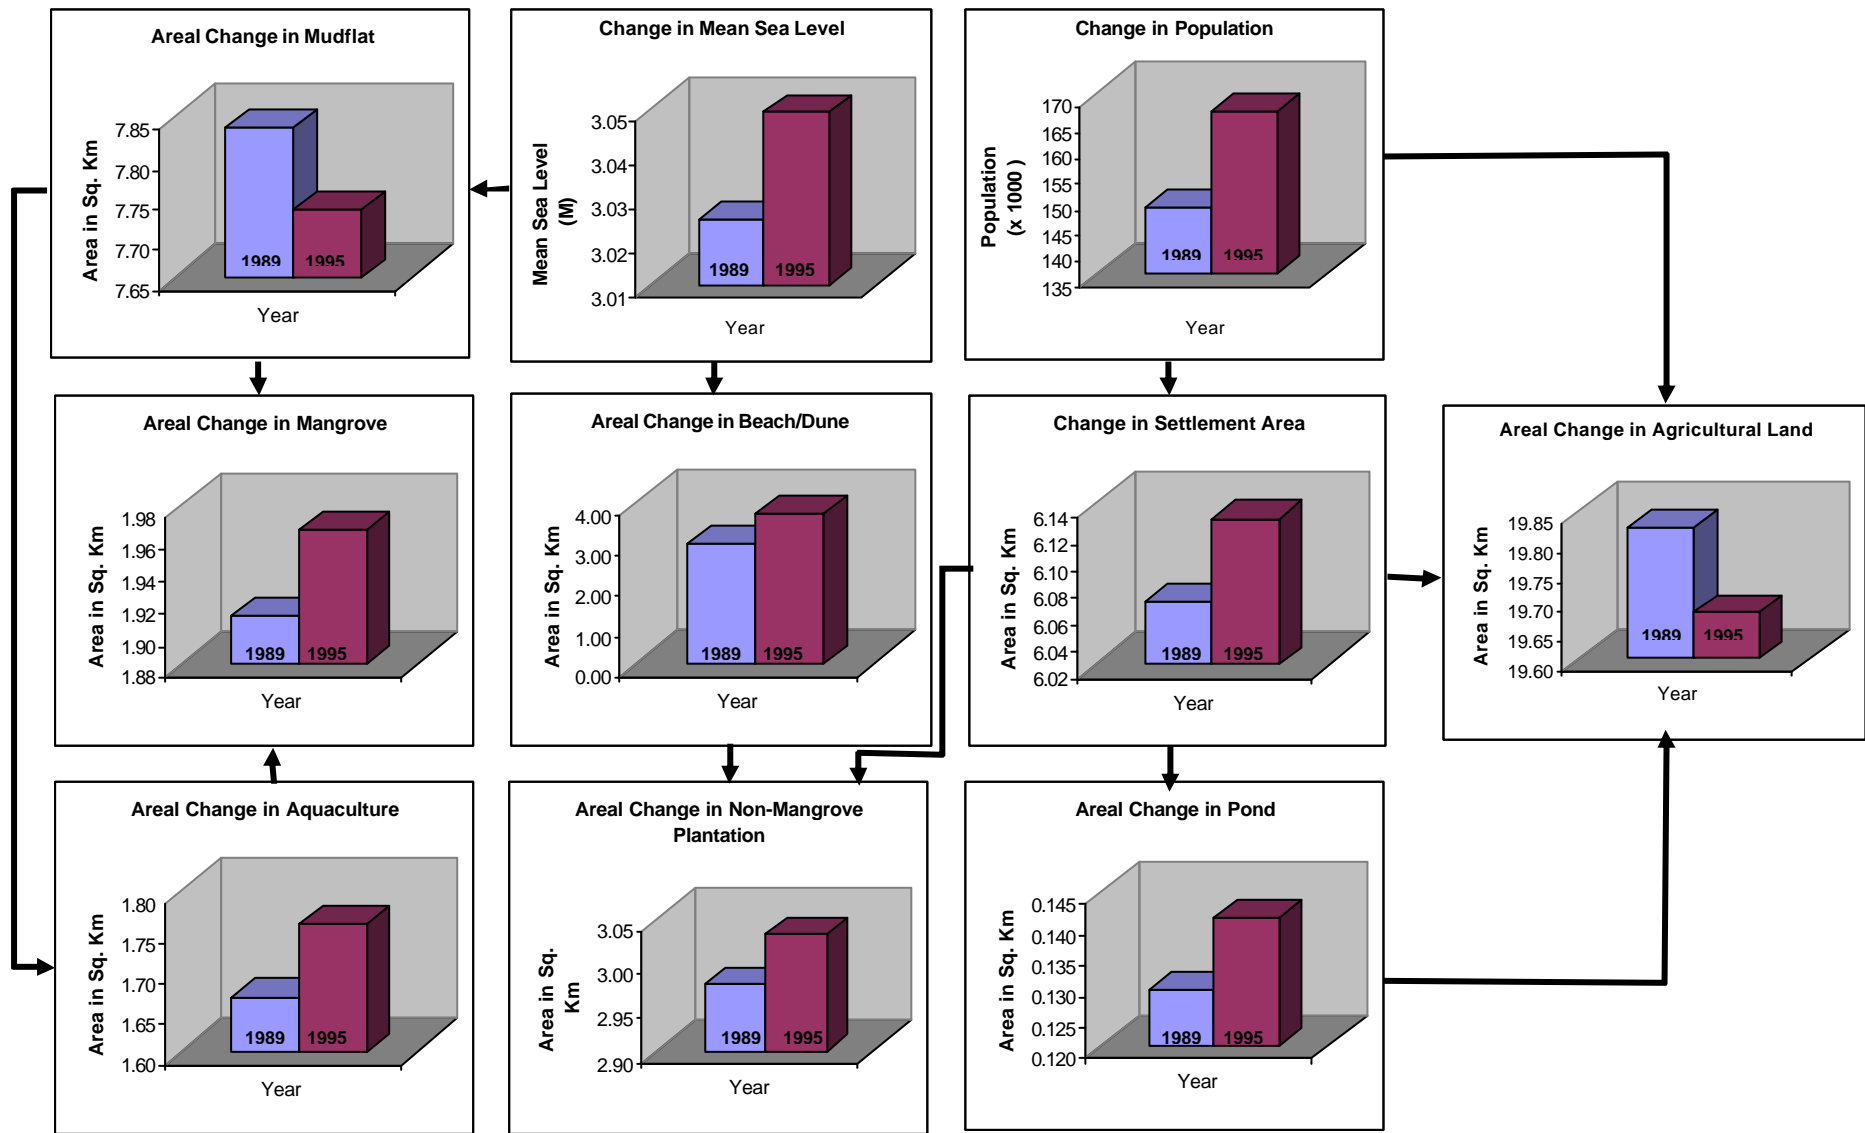 Areal Change in Mudflat
Area in Sq. Km
7.85
7.80
7.75
7.70
7.65
1989
1995
Year
Change in Mean Sea Level
Mean Sea Level
(M)
3.05
3.04
3.03
3.02
3.01
1989
1995
Year
Change in Population
Population
(x 1000 )
170
165
160
155
150
145
140
135
1989
1995
Year
Areal Change in Mangrove
Area in Sq. Km
1.98
1.96
1.94
1.92
1.90
1.88
1989
1995
Year
Areal Change in Beach/Dune
Area in Sq. Km
4.00
3.00
2.00
1.00
0.00
1989
1995
Year
Change in Settlement Area
Area in Sq. Km
6.14
6.12
6.10
6.08
6.06
6.04
6.02
1989
1995
Year
Areal Change in Agricultural Land
Area in Sq. Km
19.85
19.80
19.75
19.70
19.65
19.60
1989
1995
Year
Areal Change in Aquaculture
Area in Sq. Km
1.80
1.75
1.70
1.65
1.60
1989
1995
Year
Areal Change in Non-Mangrove
Plantation
Area in Sq.
Km
3.05
3.00
2.95
2.90
1989
1995
Year
Areal Change in Pond
Area in Sq. Km
0.145
0.140
0.135
0.130
0.125
0.120
1989
1995
Year